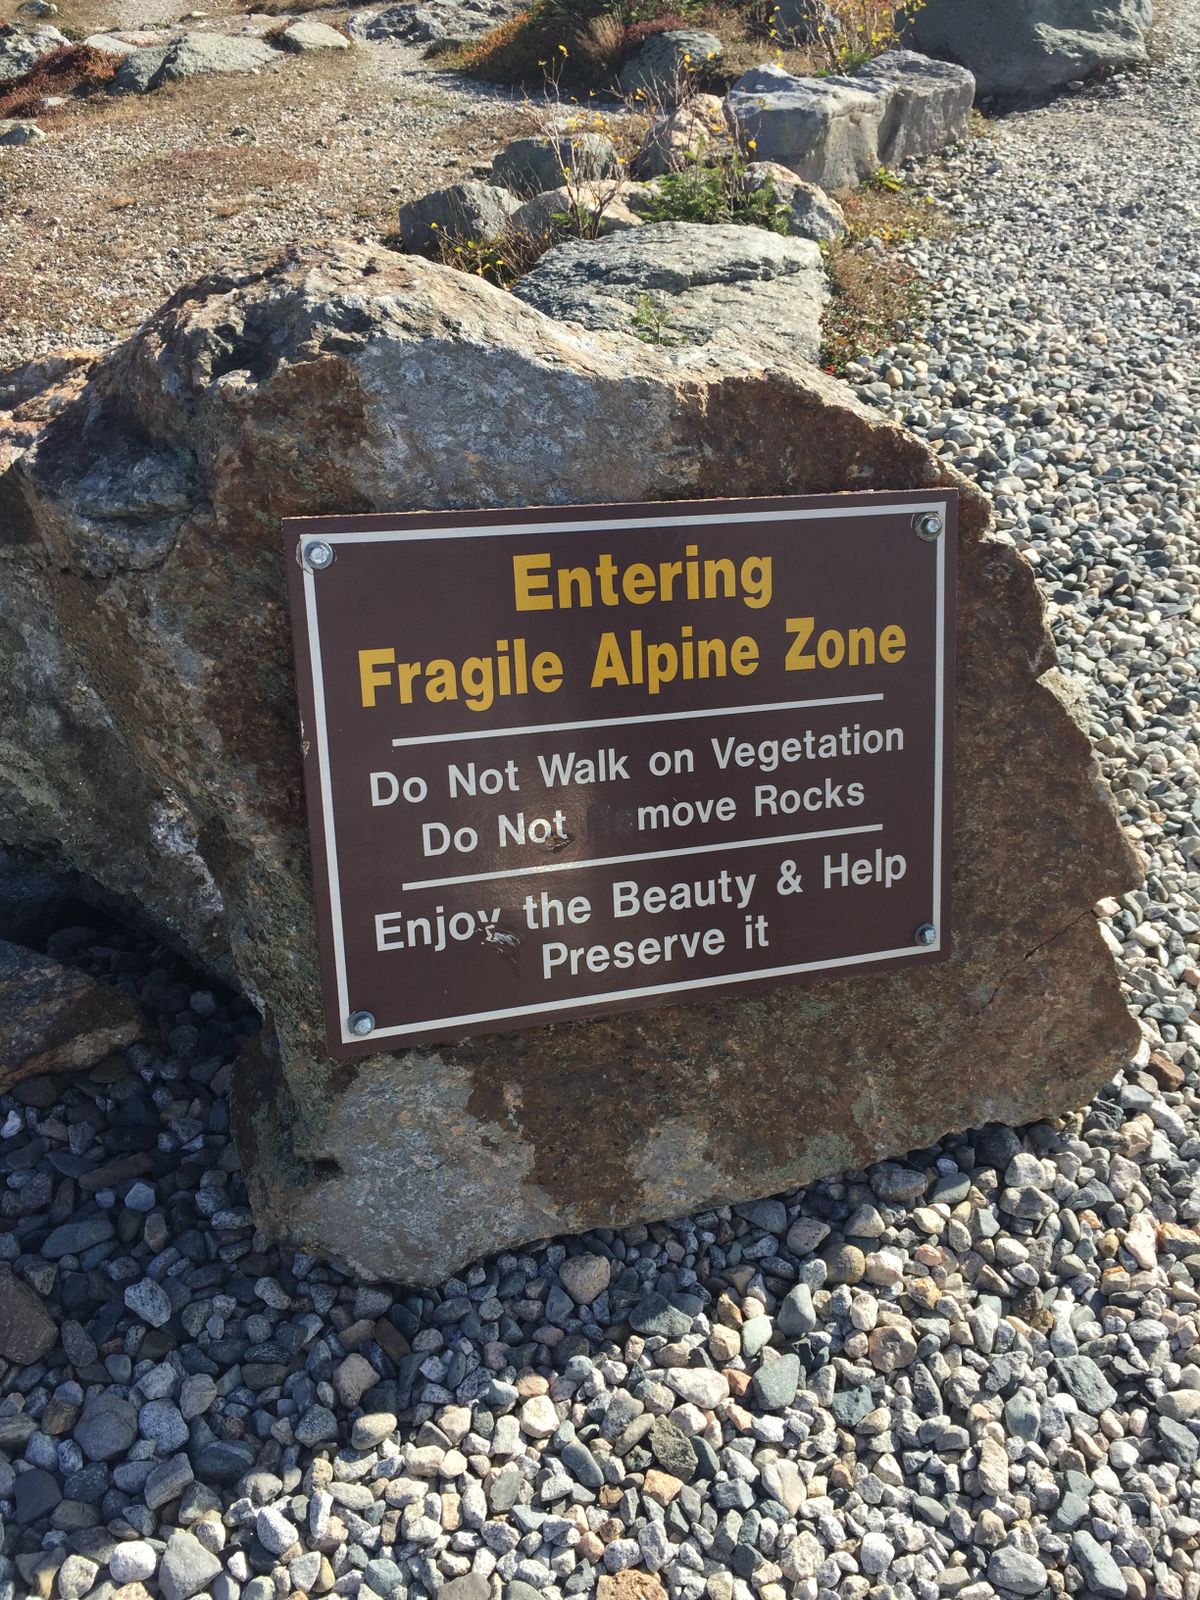 Entering
Fragile Alpine Zone
Do Not Walk on Vegetation
Do Not move Rocks
Enjoy the Beauty & Help
Preserve it